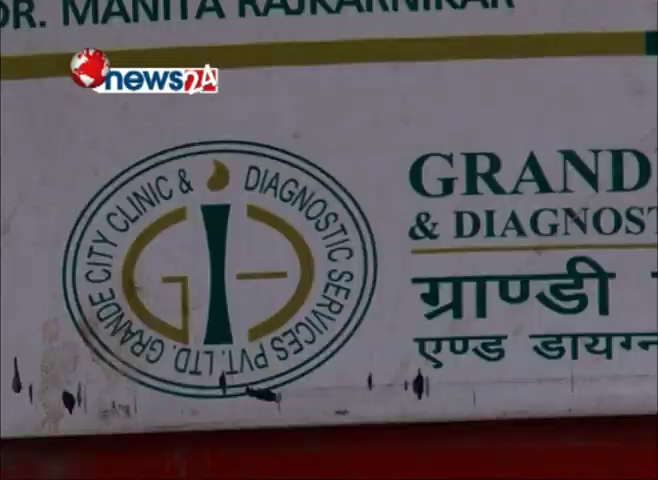 DR. MANITA RAJKARNIKAR
news24
GRANDE CITY CLINIC & DIAGNOSTIC SERVICES PVT. LTD.
GRAND
& DIAGNOST
ग्राण्डी
एण्ड डायग्न